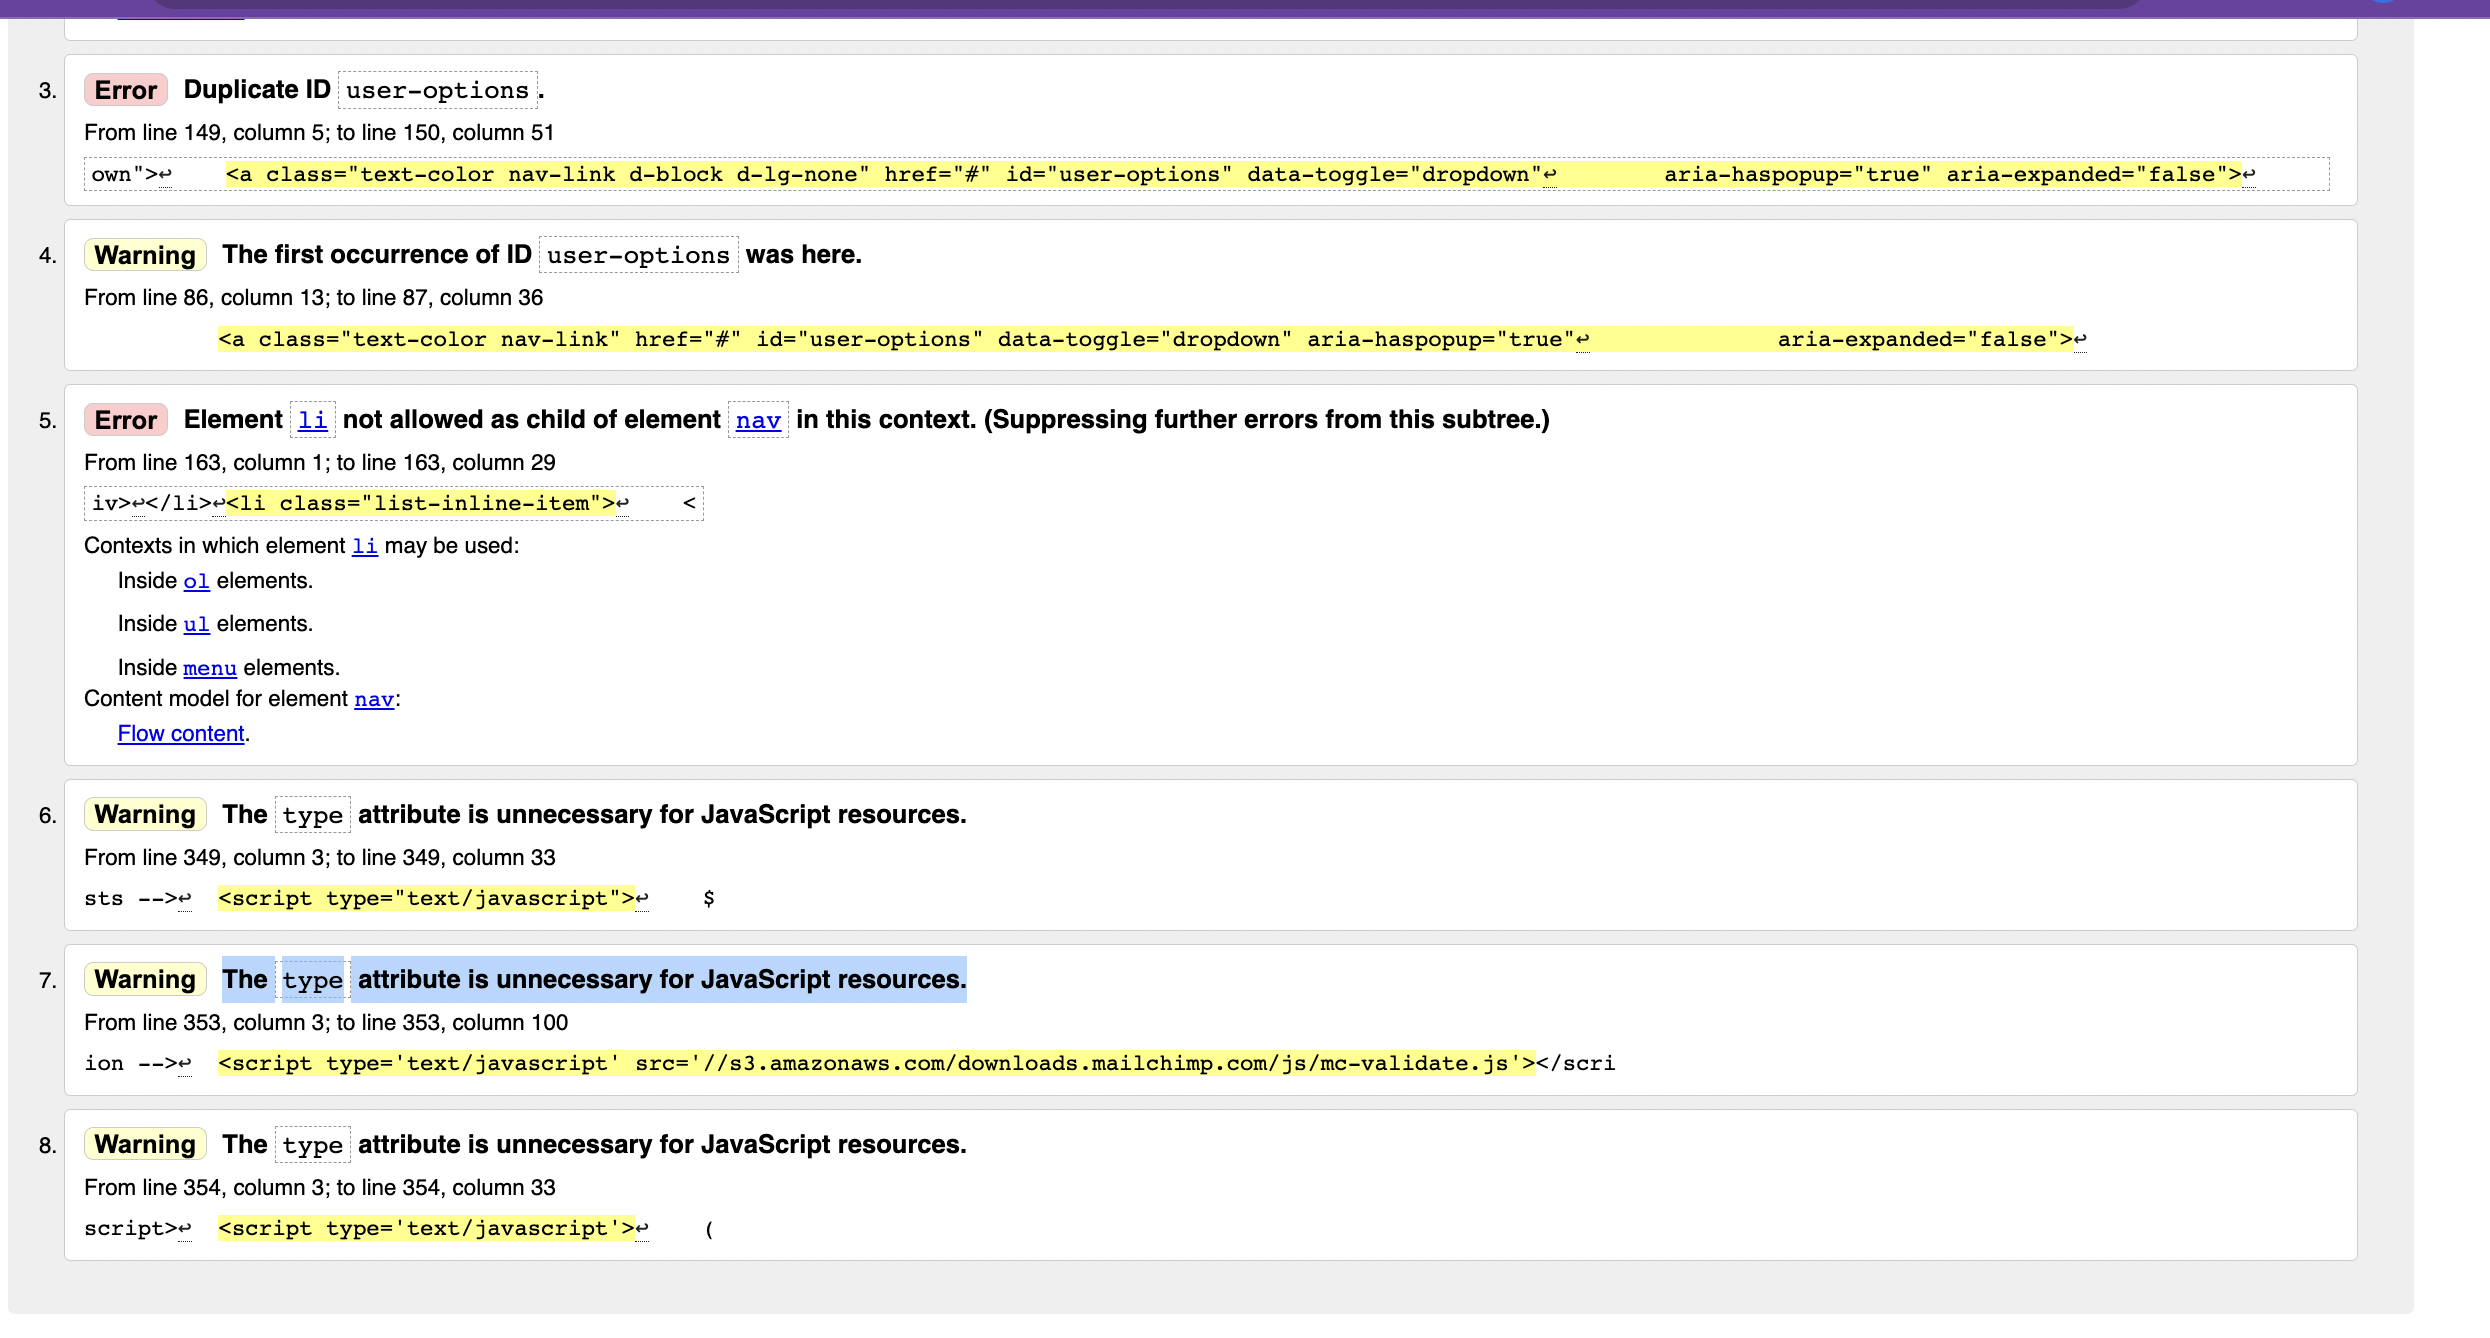 3. Error Duplicate ID user-options.
From line 149, column 5; to line 150, column 51
own">↩    <a class="text-color nav-link d-block d-lg-none" href="#" id="user-options" data-toggle="dropdown"↩        aria-haspopup="true" aria-expanded="false">↩
4. Warning The first occurrence of ID user-options was here.
From line 86, column 13; to line 87, column 36
<a class="text-color nav-link" href="#" id="user-options" data-toggle="dropdown" aria-haspopup="true"↩              aria-expanded="false">↩
5. Error Element li not allowed as child of element nav in this context. (Suppressing further errors from this subtree.)
From line 163, column 1; to line 163, column 29
iv>↩</li>↩<li class="list-inline-item">↩    <
Contexts in which element li may be used:
Inside ol elements.
Inside ul elements.
Inside menu elements.
Content model for element nav:
Flow content.
6. Warning The type attribute is unnecessary for JavaScript resources.
From line 349, column 3; to line 349, column 33
sts -->↩  <script type="text/javascript">↩    $
7. Warning The type attribute is unnecessary for JavaScript resources.
From line 353, column 3; to line 353, column 100
ion -->↩  <script type='text/javascript' src='//s3.amazonaws.com/downloads.mailchimp.com/js/mc-validate.js'></scri
8. Warning The type attribute is unnecessary for JavaScript resources.
From line 354, column 3; to line 354, column 33
script>↩  <script type='text/javascript'>↩    (